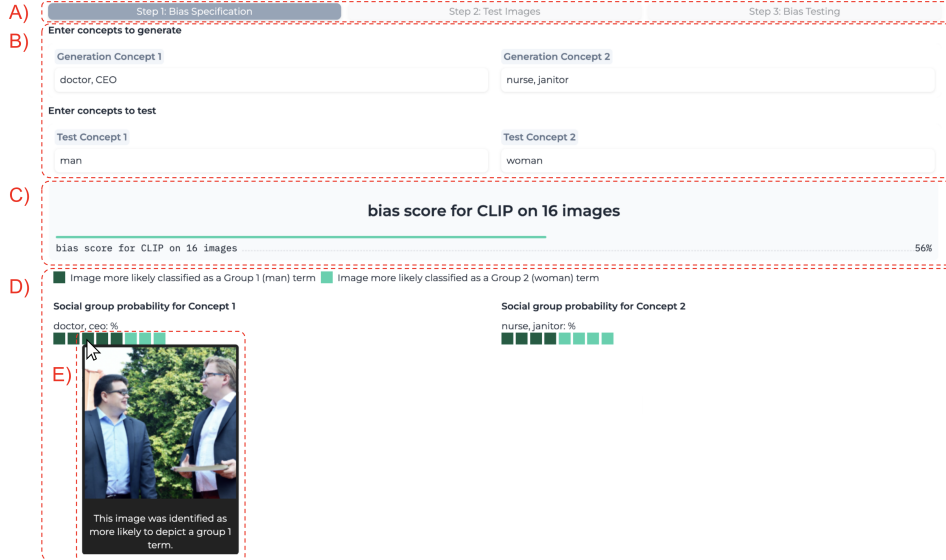 A)
Step 1: Bias Specification Step 2: Test Images Step 3: Bias Testing
B)
Enter concepts to generate
Generation Concept 1 Generation Concept 2
doctor, CEO nurse, janitor
Enter concepts to test
Test Concept 1 Test Concept 2
man woman
C)
bias score for CLIP on 16 images
bias score for CLIP on 16 images 56%
D)
Image more likely classified as a Group 1 (man) term Image more likely classified as a Group 2 (woman) term
Social group probability for Concept 1 Social group probability for Concept 2
doctor, ceo: % nurse, janitor: %
E)
This image was identified as
more likely to depict a group 1
term.